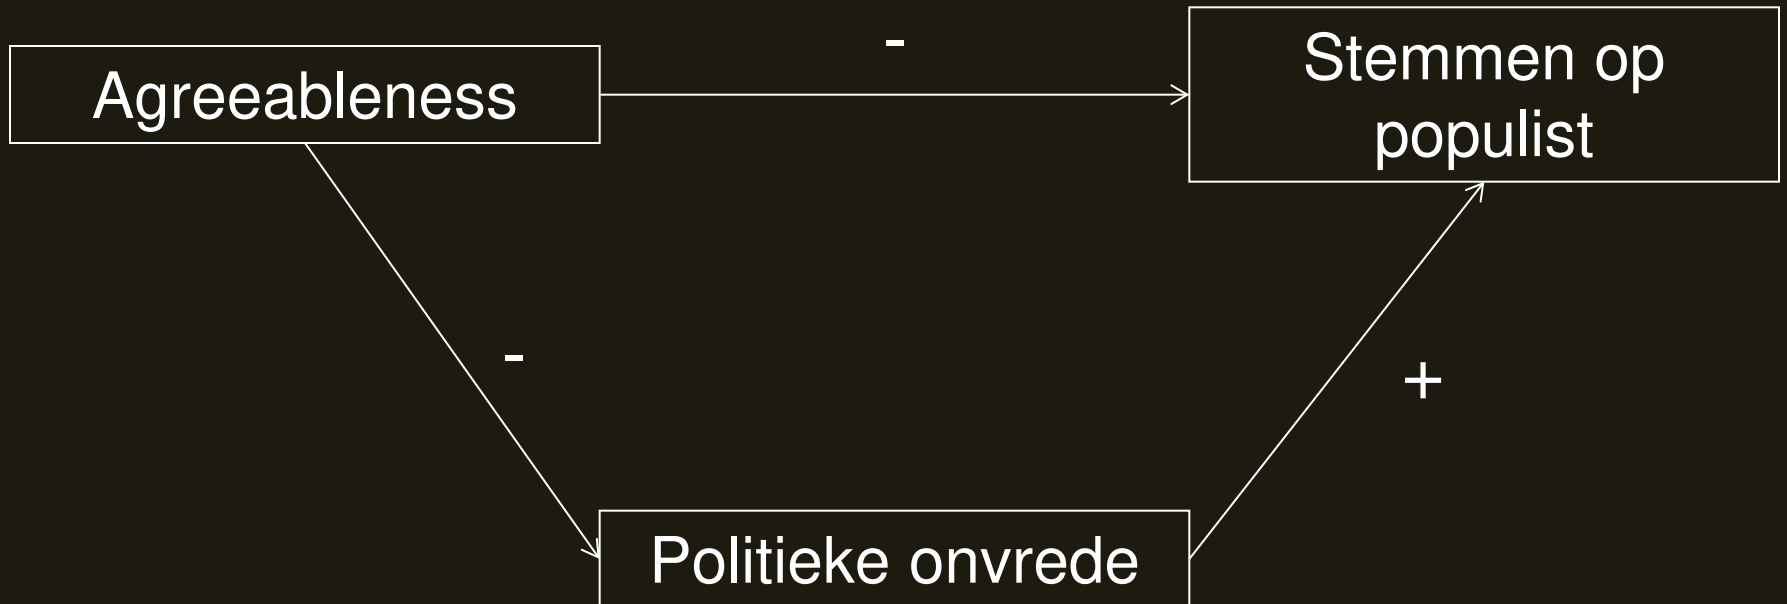 Agreeableness
-
Stemmen op
populist
-
+
Politieke onvrede